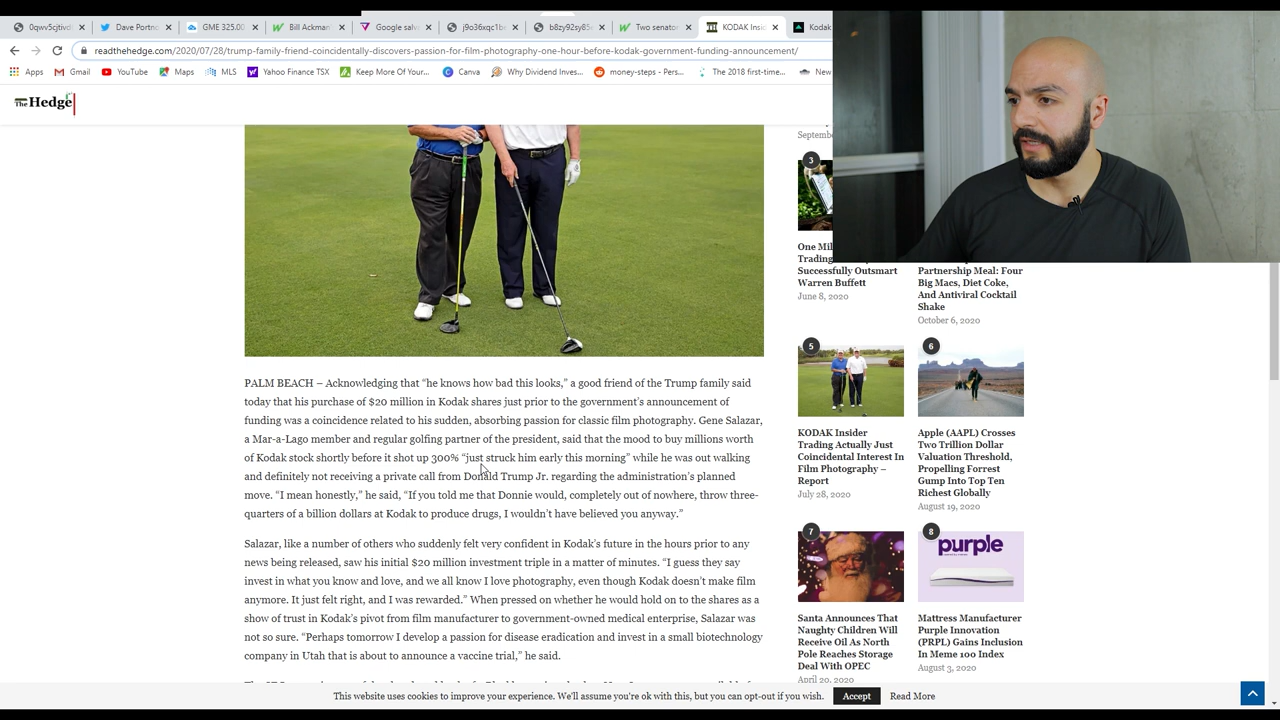 0qwv5cjtivj
Dave Portno
GME 325.00
Bill Ackman
Google salv
j9o36xqc1b
b8zy92sy85
Two senator
KODAK Insid
Kodak
readthehedge.com/2020/07/28/trump-family-friend-coincidentally-discovers-passion-for-film-photography-one-hour-before-kodak-government-funding-announcement/
Apps
Gmail
YouTube
Maps
MLS
Yahoo Finance TSX
Keep More Of Your...
Canva
Why Dividend Inves...
money-steps - Pers...
The 2018 first-time...
New
The Hedge
PALM BEACH – Acknowledging that “he knows how bad this looks,” a good friend of the Trump family said
today that his purchase of $20 million in Kodak shares just prior to the government’s announcement of
funding was a coincidence related to his sudden, absorbing passion for classic film photography. Gene Salazar,
a Mar-a-Lago member and regular golfing partner of the president, said that the mood to buy millions worth
of Kodak stock shortly before it shot up 300% “just struck him early this morning” while he was out walking
and definitely not receiving a private call from Donald Trump Jr. regarding the administration’s planned
move. “I mean honestly,” he said, “If you told me that Donnie would, completely out of nowhere, throw three-
quarters of a billion dollars at Kodak to produce drugs, I wouldn’t have believed you anyway.”
Salazar, like a number of others who suddenly felt very confident in Kodak’s future in the hours prior to any
news being released, saw his initial $20 million investment triple in a matter of minutes. “I guess they say
invest in what you know and love, and we all know I love photography, even though Kodak doesn’t make film
anymore. It just felt right, and I was rewarded.” When pressed on whether he would hold on to the shares as a
show of trust in Kodak’s pivot from film manufacturer to government-owned medical enterprise, Salazar was
not so sure. “Perhaps tomorrow I develop a passion for disease eradication and invest in a small biotechnology
company in Utah that is about to announce a vaccine trial,” he said.
Septemb
3
One Mil
Trading
Successfully Outsmart
Warren Buffett
June 8, 2020
Partnership Meal: Four
Big Macs, Diet Coke,
And Antiviral Cocktail
Shake
October 6, 2020
5
KODAK Insider
Trading Actually Just
Coincidental Interest In
Film Photography –
Report
July 28, 2020
6
Apple (AAPL) Crosses
Two Trillion Dollar
Valuation Threshold,
Propelling Forrest
Gump Into Top Ten
Richest Globally
August 19, 2020
7
Santa Announces That
Naughty Children Will
Receive Oil As North
Pole Reaches Storage
Deal With OPEC
April 20, 2020
8
purple
Mattress Manufacturer
Purple Innovation
(PRPL) Gains Inclusion
In Meme 100 Index
August 3, 2020
This website uses cookies to improve your experience. We'll assume you're ok with this, but you can opt-out if you wish.
Accept
Read More